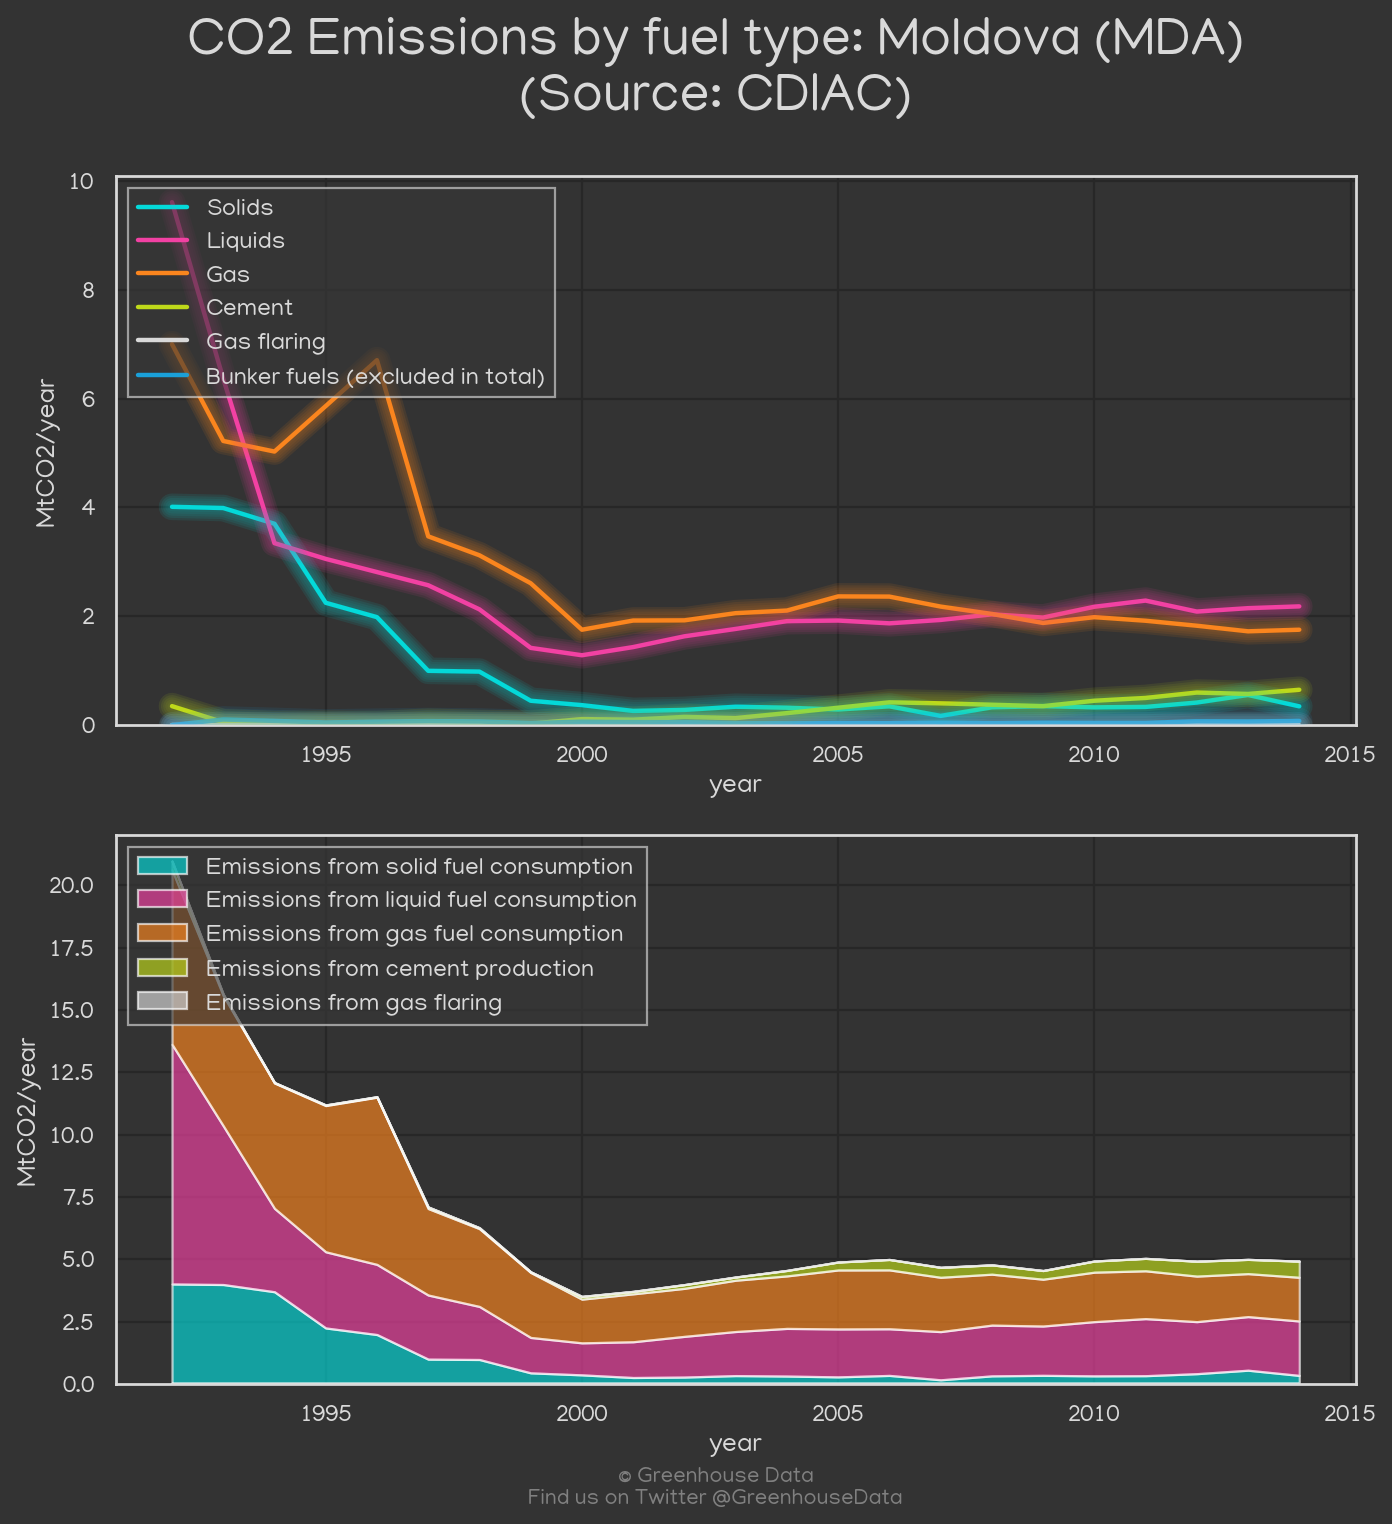 CO2 Emissions by fuel type: Moldova (MDA)
(Source: CDIAC)
10
8
6
4
2
0
MtCO2/year
Solids
Liquids
Gas
Cement
Gas flaring
Bunker fuels (excluded in total)
1995 2000 2005 2010 2015
year
20.0
17.5
15.0
12.5
10.0
7.5
5.0
2.5
0.0
MtCO2/year
Emissions from solid fuel consumption
Emissions from liquid fuel consumption
Emissions from gas fuel consumption
Emissions from cement production
Emissions from gas flaring
1995 2000 2005 2010 2015
year
© Greenhouse Data
Find us on Twitter @GreenhouseData